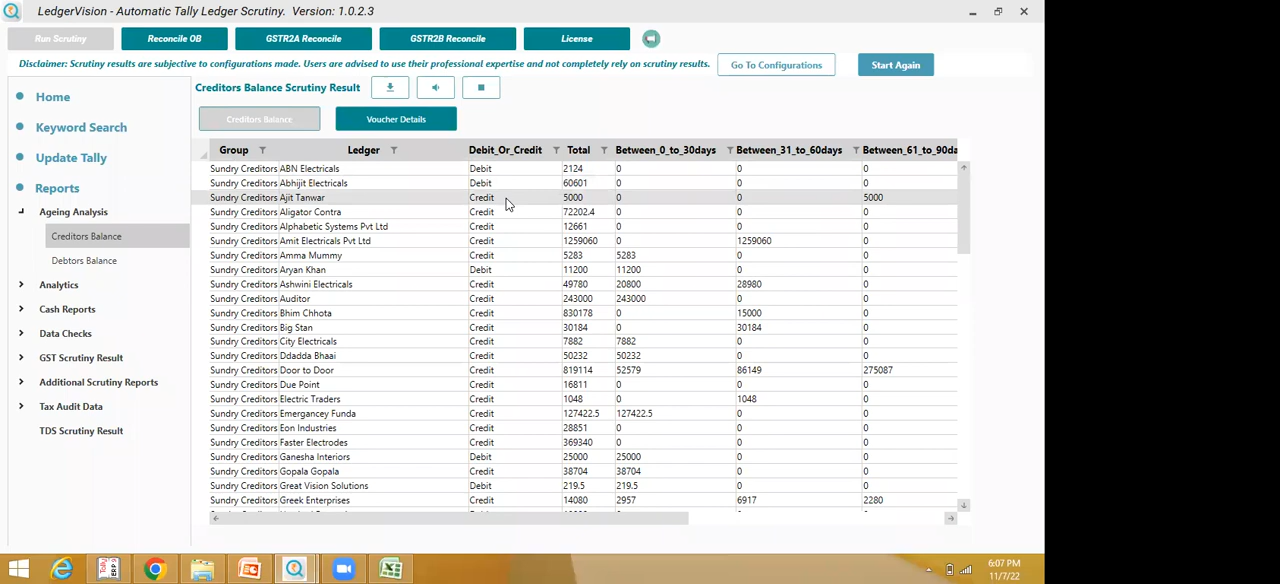 LedgerVision - Automatic Tally Ledger Scrutiny. Version: 1.0.2.3
Run Scrutiny Reconcile OB GSTR2A Reconcile GSTR2B Reconcile License
Disclaimer: Scrutiny results are subjective to configurations made. Users are advised to use their professional expertise and not completely rely on scrutiny results. Go To Configurations Start Again
Home
Keyword Search
Update Tally
Reports
Ageing Analysis
Creditors Balance
Debtors Balance
Analytics
Cash Reports
Data Checks
GST Scrutiny Result
Additional Scrutiny Reports
Tax Audit Data
TDS Scrutiny Result
Creditors Balance Scrutiny Result
Creditors Balance Voucher Details
Group Ledger Debit_Or_Credit Total Between_0_to_30days Between_31_to_60days Between_61_to_90da
Sundry Creditors ABN Electricals Debit 2124 0 0 0
Sundry Creditors Abhijit Electricals Debit 60601 0 0 0
Sundry Creditors Ajit Tanwar Credit 5000 0 0 5000
Sundry Creditors Aligator Contra Credit 72202.4 0 0 0
Sundry Creditors Alphabetic Systems Pvt Ltd Credit 12661 0 0 0
Sundry Creditors Amit Electricals Pvt Ltd Credit 1259060 0 1259060 0
Sundry Creditors Amma Mummy Credit 5283 5283 0 0
Sundry Creditors Aryan Khan Debit 11200 11200 0 0
Sundry Creditors Ashwini Electricals Credit 49780 20800 28980 0
Sundry Creditors Auditor Credit 243000 243000 0 0
Sundry Creditors Bhim Chhota Credit 830178 0 15000 0
Sundry Creditors Big Stan Credit 30184 0 30184 0
Sundry Creditors City Electricals Credit 7882 7882 0 0
Sundry Creditors Ddadda Bhaai Credit 50232 50232 0 0
Sundry Creditors Door to Door Credit 819114 52579 86149 275087
Sundry Creditors Due Point Credit 16811 0 0 0
Sundry Creditors Electric Traders Credit 1048 0 1048 0
Sundry Creditors Emergancey Funda Credit 127422.5 127422.5 0 0
Sundry Creditors Eon Industries Credit 28851 0 0 0
Sundry Creditors Faster Electrodes Credit 369340 0 0 0
Sundry Creditors Ganesha Interiors Debit 25000 25000 0 0
Sundry Creditors Gopala Gopala Credit 38704 38704 0 0
Sundry Creditors Great Vision Solutions Debit 219.5 219.5 0 0
Sundry Creditors Greek Enterprises Credit 14080 2957 6917 2280
Tally ERP 9
6:07 PM
11/7/22